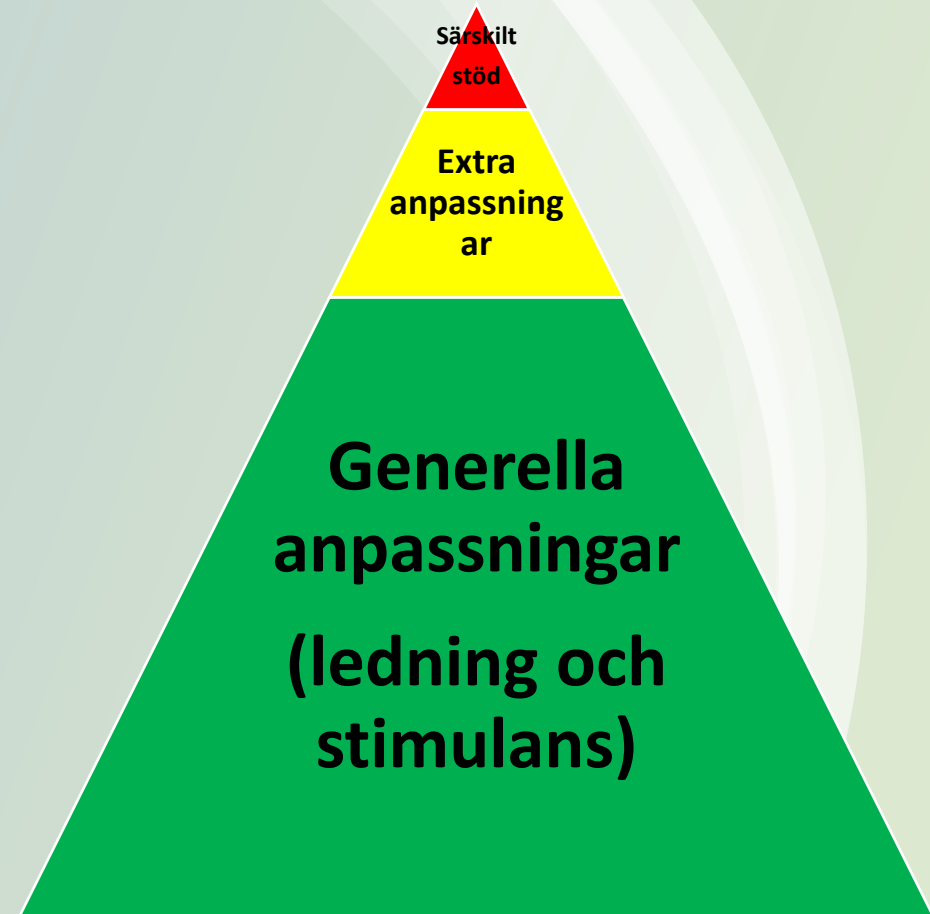 Särskilt
stöd
Extra
anpassning
ar
Generella
anpassningar
(ledning och
stimulans)